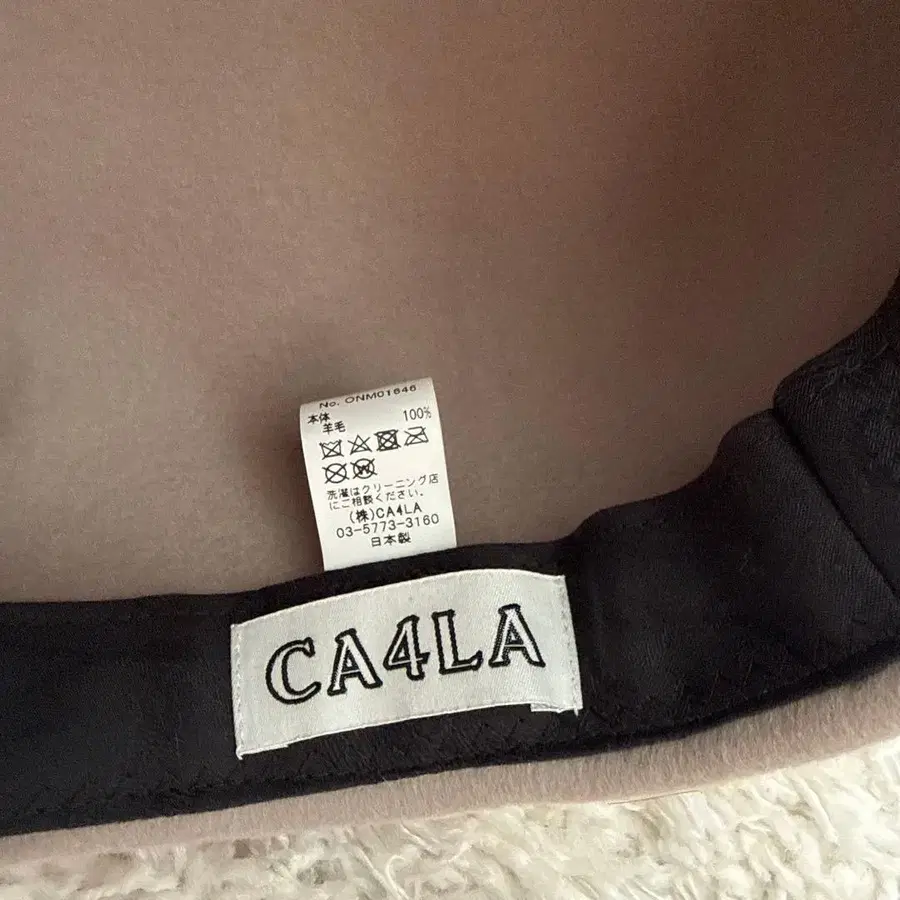 No. ONM01646
本体
羊毛 100%
洗濯はクリーニング店
にご相談ください。
(株)CA4LA
03-5773-3160
日本製
CA4LA